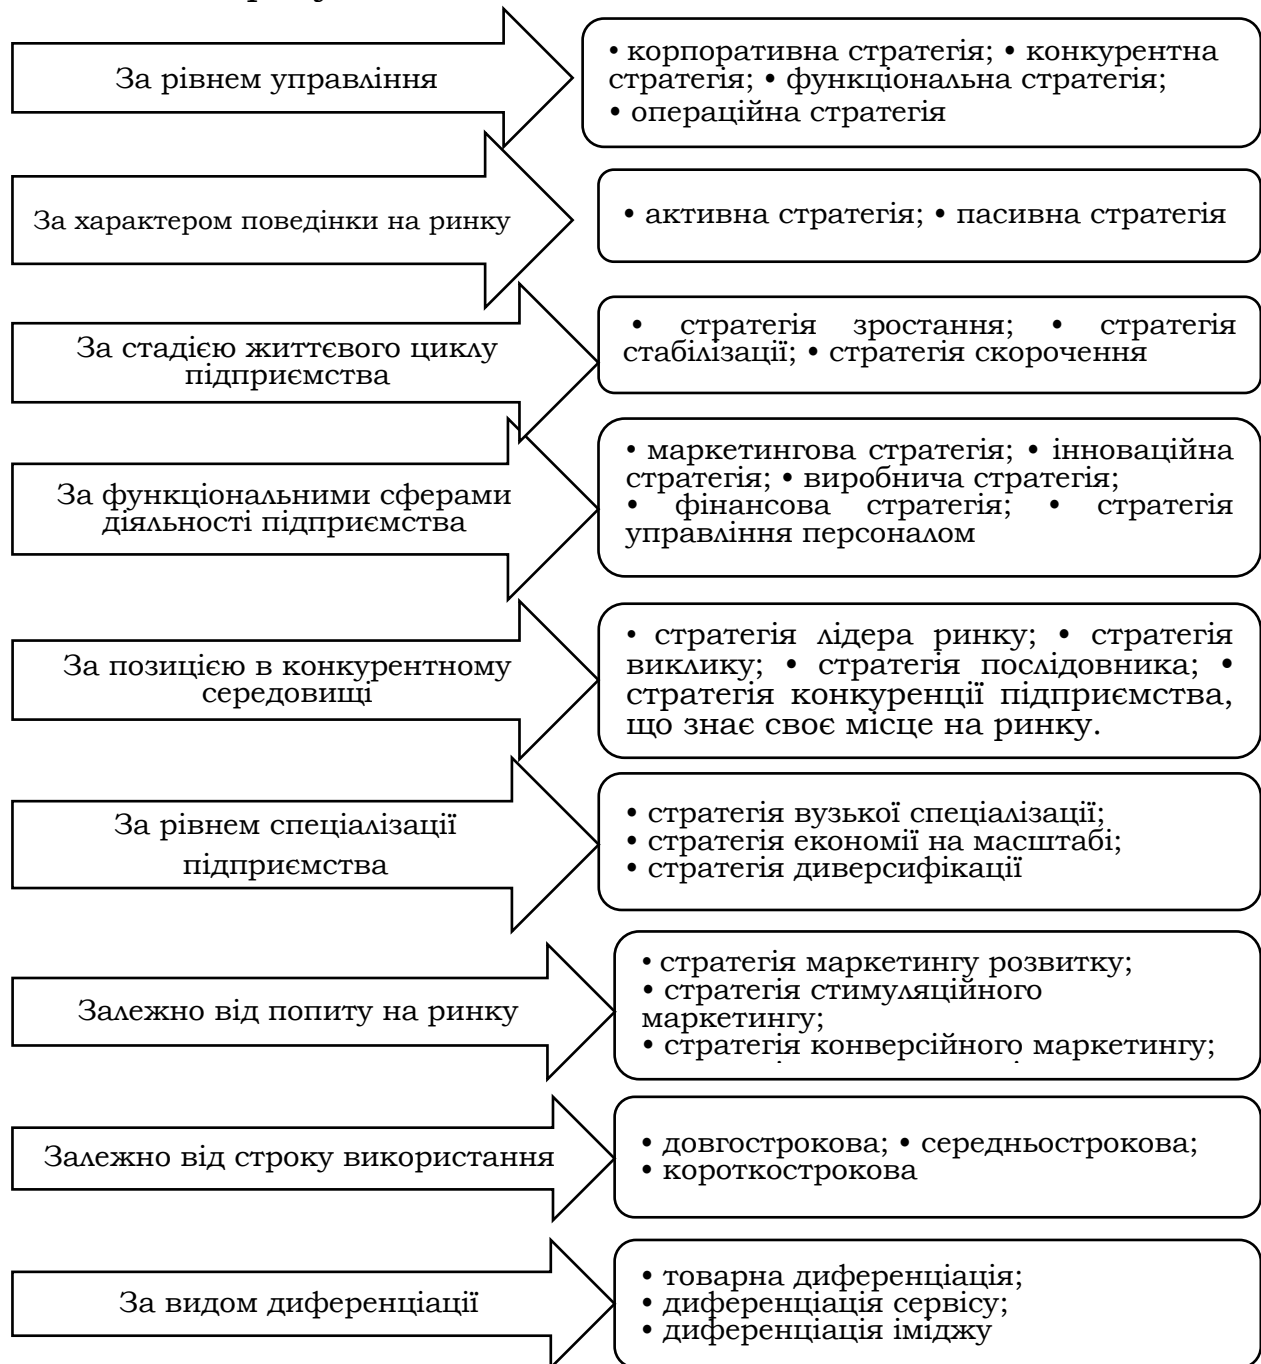 За рівнем управління
• корпоративна стратегія; • конкурентна
стратегія; • функціональна стратегія;
• операційна стратегія
За характером поведінки на ринку
• активна стратегія; • пасивна стратегія
За стадією життєвого циклу
підприємства
• стратегія зростання; • стратегія
стабілізації; • стратегія скорочення
За функціональними сферами
діяльності підприємства
• маркетингова стратегія; • інноваційна
стратегія; • виробнича стратегія;
• фінансова стратегія; • стратегія
управління персоналом
За позицією в конкурентному
середовищі
• стратегія лідера ринку; • стратегія
виклику; • стратегія послідовника; •
стратегія конкуренції підприємства,
що знає своє місце на ринку.
За рівнем спеціалізації
підприємства
• стратегія вузької спеціалізації;
• стратегія економії на масштабі;
• стратегія диверсифікації
Залежно від попиту на ринку
• стратегія маркетингу розвитку;
• стратегія стимуляційного
маркетингу;
• стратегія конверсійного маркетингу;
Залежно від строку використання
• довгострокова; • середньострокова;
• короткострокова
За видом диференціації
• товарна диференціація;
• диференціація сервісу;
• диференціація іміджу